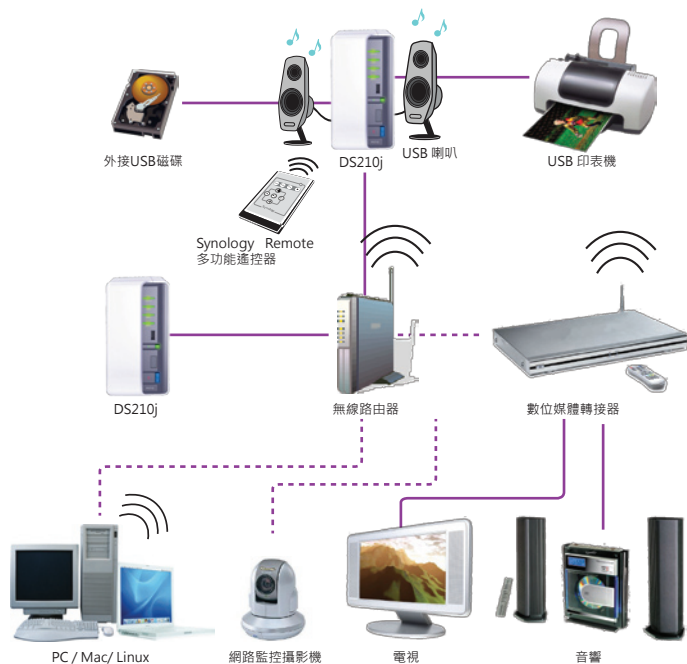 外接USB磁碟
DS210j
USB 喇叭
USB 印表機
Synology Remote
多功能遙控器
DS210j
無線路由器
數位媒體轉接器
PC / Mac/ Linux
網路監控攝影機
電視
音響